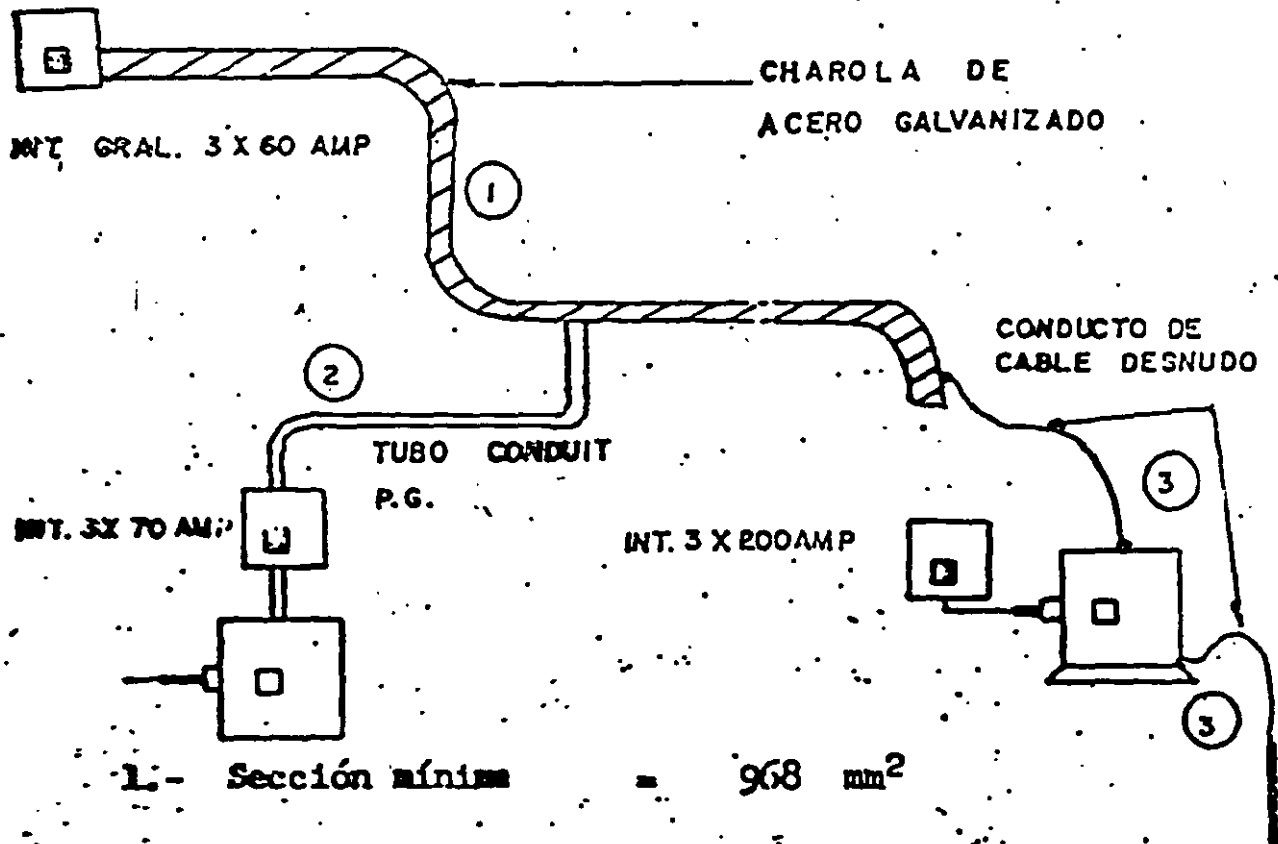 CHAROLA DE
ACERO GALVANIZADO
INT. GRAL. 3 X 60 AMP
1
CONDUCTO DE
CABLE DESNUDO
2
TUBO CONDUIT
P.G.
3
INT. 3X 70 AMP
INT. 3 X 200AMP
3
1.- Sección mínima = 968 mm²